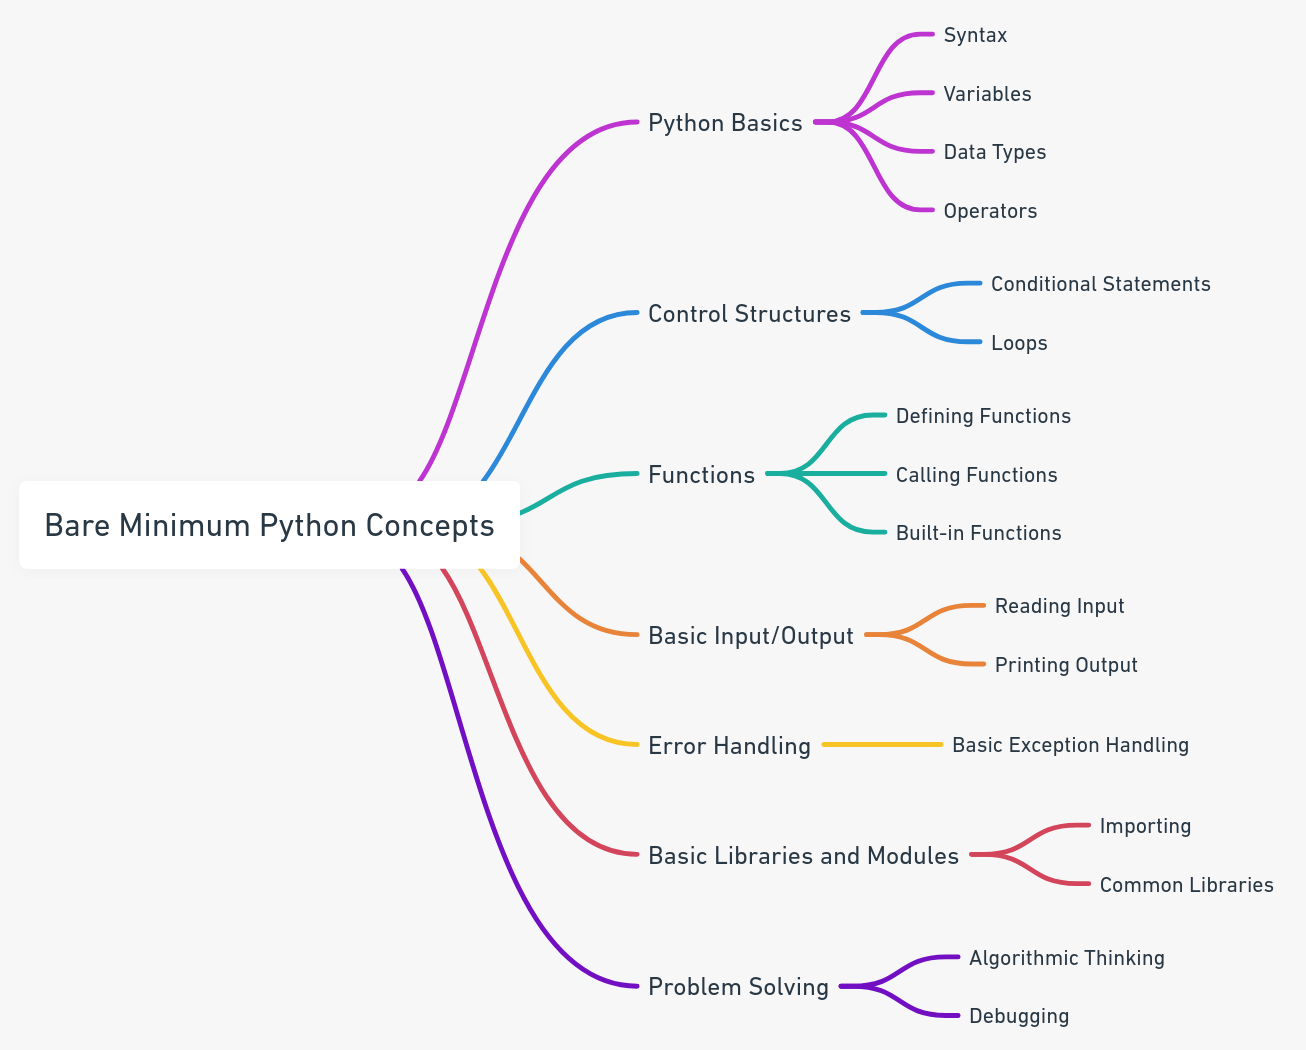 Bare Minimum Python Concepts
Python Basics
Syntax
Variables
Data Types
Operators
Control Structures
Conditional Statements
Loops
Functions
Defining Functions
Calling Functions
Built-in Functions
Basic Input/Output
Reading Input
Printing Output
Error Handling
Basic Exception Handling
Basic Libraries and Modules
Importing
Common Libraries
Problem Solving
Algorithmic Thinking
Debugging